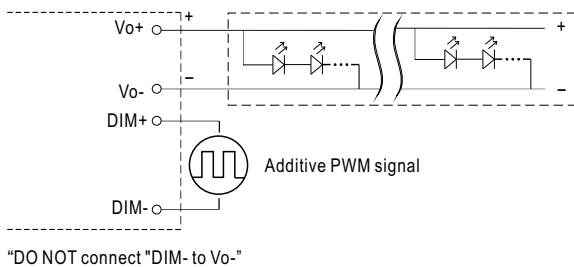 Vo+ + +
Vo- − −
DIM+
Additive PWM signal
DIM-
“DO NOT connect "DIM- to Vo-”